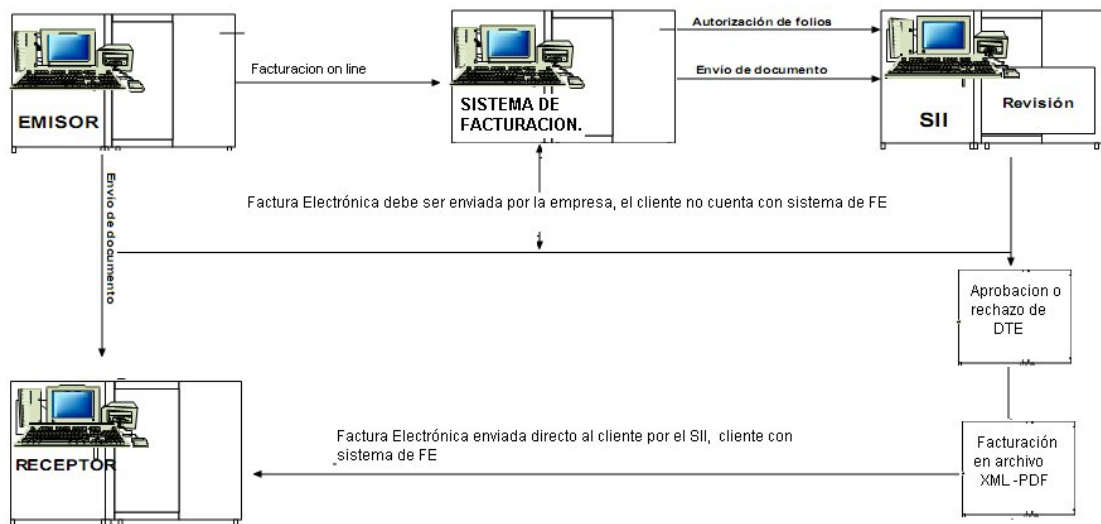 Autorización de folios
Facturacion on line
Envío de documento
EMISOR
SISTEMA DE
FACTURACION.
SII
Revisión
Envío de documento
Factura Electrónica debe ser enviada por la empresa, el cliente no cuenta con sistema de FE
Aprobacion o
rechazo de
DTE
Factura Electrónica enviada directo al cliente por el SII, cliente con
sistema de FE
RECEPTOR
Facturación
en archivo
XML -PDF